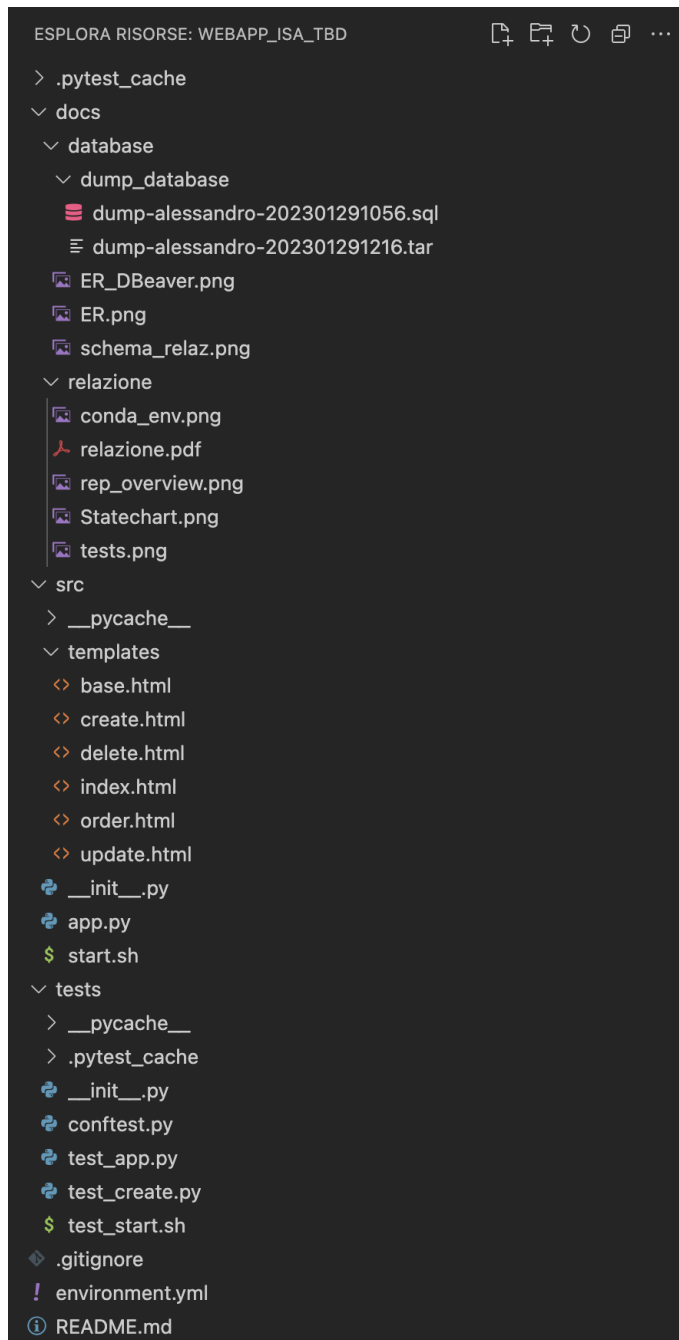 ESPLORA RISORSE: WEBAPP_ISA_TBD
.pytest_cache
docs
database
dump_database
dump-alessandro-202301291056.sql
dump-alessandro-202301291216.tar
ER_DBeaver.png
ER.png
schema_relaz.png
relazione
conda_env.png
relazione.pdf
rep_overview.png
Statechart.png
tests.png
src
__pycache__
templates
base.html
create.html
delete.html
index.html
order.html
update.html
__init__.py
app.py
$ start.sh
tests
__pycache__
.pytest_cache
__init__.py
conftest.py
test_app.py
test_create.py
$ test_start.sh
.gitignore
! environment.yml
README.md